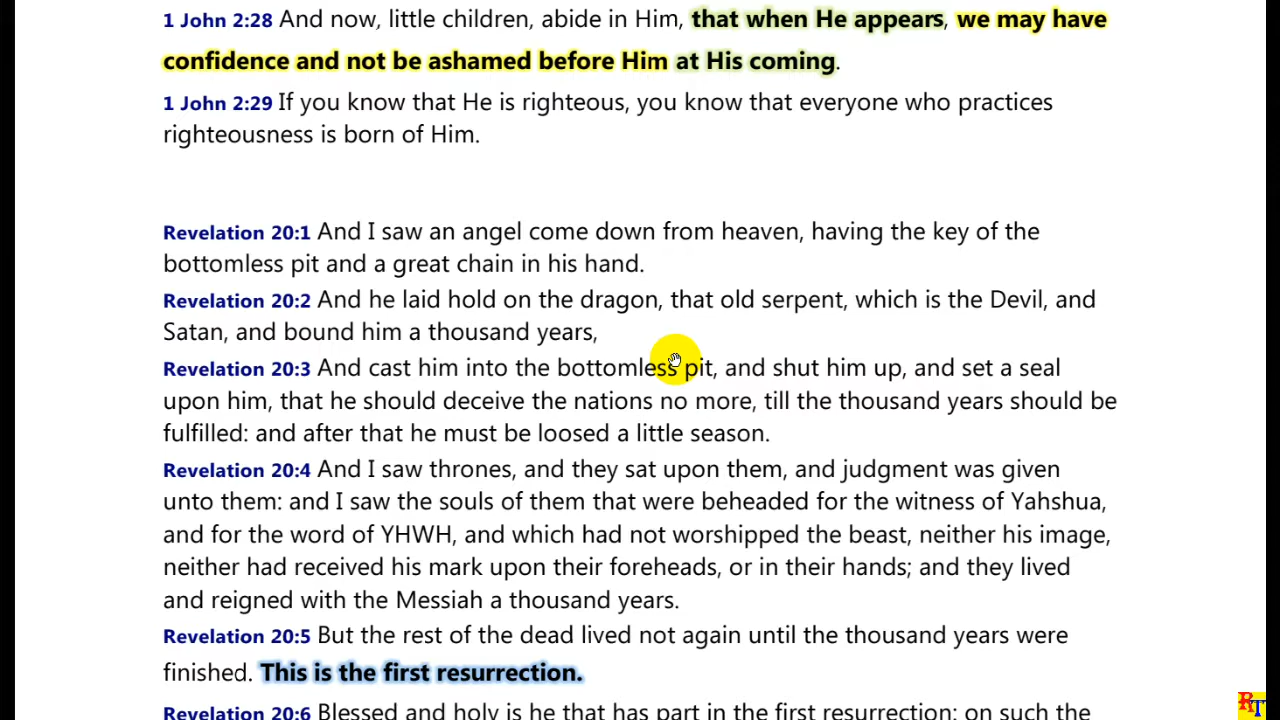 1 John 2:28 And now, little children, abide in Him, that when He appears, we may have
confidence and not be ashamed before Him at His coming.
1 John 2:29 If you know that He is righteous, you know that everyone who practices
righteousness is born of Him.
Revelation 20:1 And I saw an angel come down from heaven, having the key of the
bottomless pit and a great chain in his hand.
Revelation 20:2 And he laid hold on the dragon, that old serpent, which is the Devil, and
Satan, and bound him a thousand years,
Revelation 20:3 And cast him into the bottomless pit, and shut him up, and set a seal
upon him, that he should deceive the nations no more, till the thousand years should be
fulfilled: and after that he must be loosed a little season.
Revelation 20:4 And I saw thrones, and they sat upon them, and judgment was given
unto them: and I saw the souls of them that were beheaded for the witness of Yahshua,
and for the word of YHWH, and which had not worshipped the beast, neither his image,
neither had received his mark upon their foreheads, or in their hands; and they lived
and reigned with the Messiah a thousand years.
Revelation 20:5 But the rest of the dead lived not again until the thousand years were
finished. This is the first resurrection.
Revelation 20:6 Blessed and holy is he that has part in the first resurrection: on such the
RT